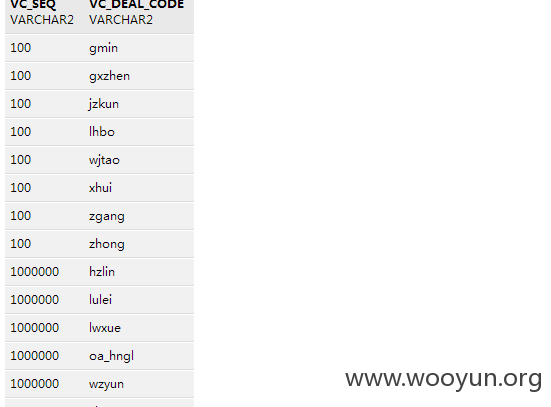 VC_SEQ VC_DEAL_CODE
VARCHAR2 VARCHAR2
100 gmin
100 gxzhen
100 jzkun
100 lhbo
100 wjtao
100 xhui
100 zgang
100 zhong
1000000 hzlin
1000000 lulei
1000000 lwxue
1000000 oa_hngl
1000000 wzyun
www.wooyun.org